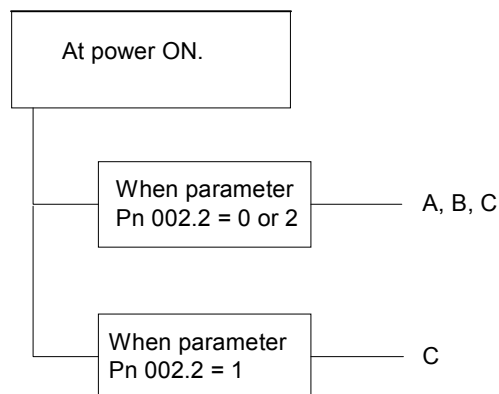 At power ON.
When parameter
Pn 002.2 = 0 or 2
A, B, C
When parameter
Pn 002.2 = 1
C